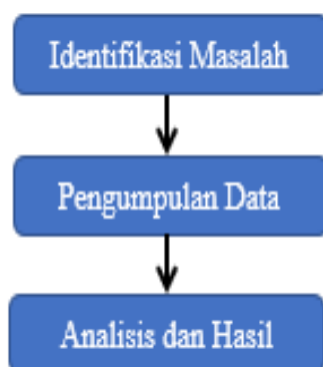 Identifikasi Masalah
Pengumpulan Data
Analisis dan Hasil